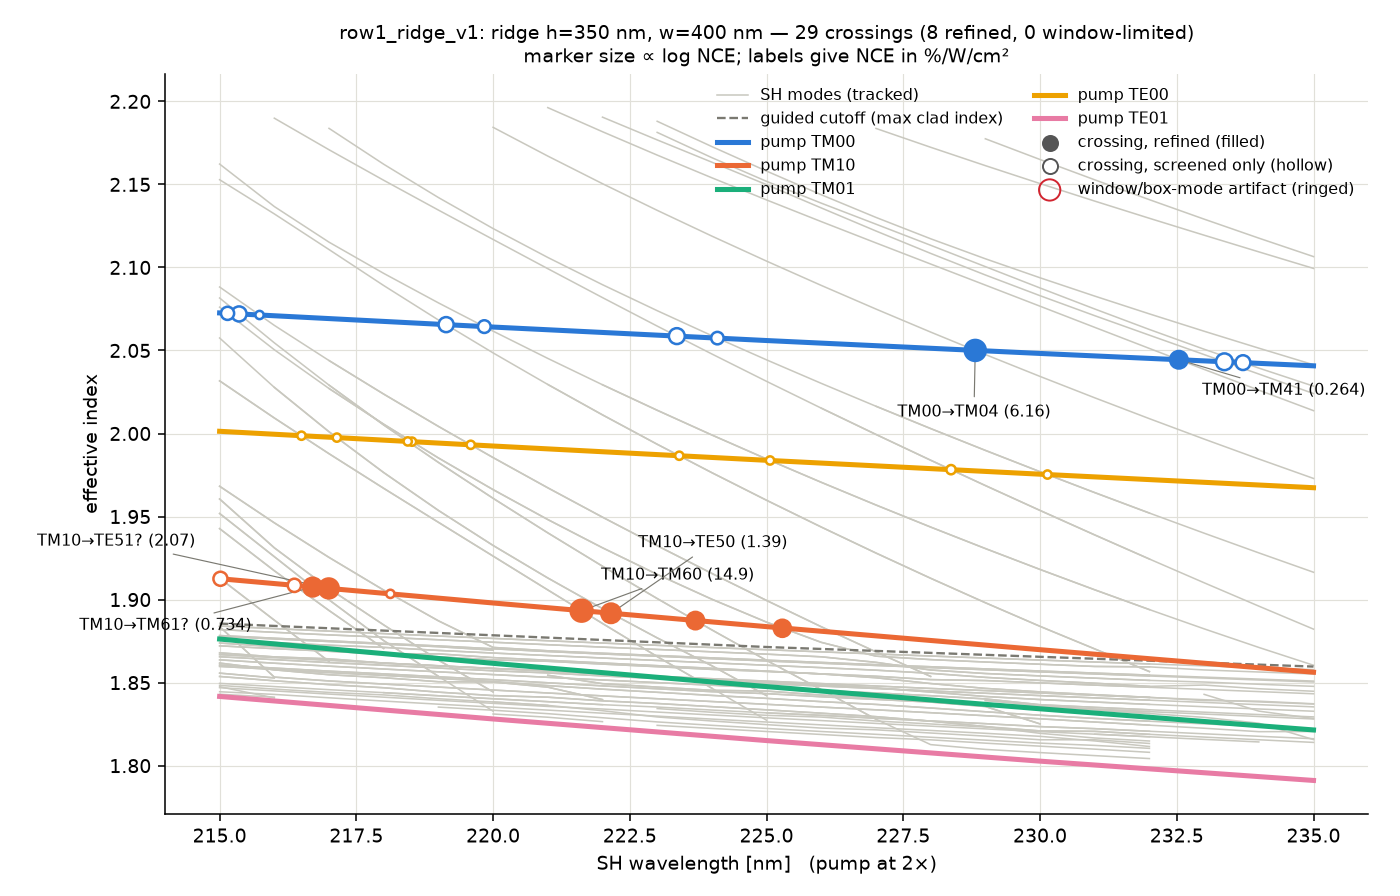 row1_ridge_v1: ridge h=350 nm, w=400 nm — 29 crossings (8 refined, 0 window-limited)
marker size ∝ log NCE; labels give NCE in %/W/cm²
SH modes (tracked)
guided cutoff (max clad index)
pump TM00
pump TM10
pump TM01
pump TE00
pump TE01
crossing, refined (filled)
crossing, screened only (hollow)
window/box-mode artifact (ringed)
effective index
2.20
2.15
2.10
2.05
2.00
1.95
1.90
1.85
1.80
TM00→TM04 (6.16)
TM00→TM41 (0.264)
TM10→TE51? (2.07)
TM10→TE50 (1.39)
TM10→TM60 (14.9)
TM10→TM61? (0.734)
215.0
217.5
220.0
222.5
225.0
227.5
230.0
232.5
235.0
SH wavelength [nm]   (pump at 2×)